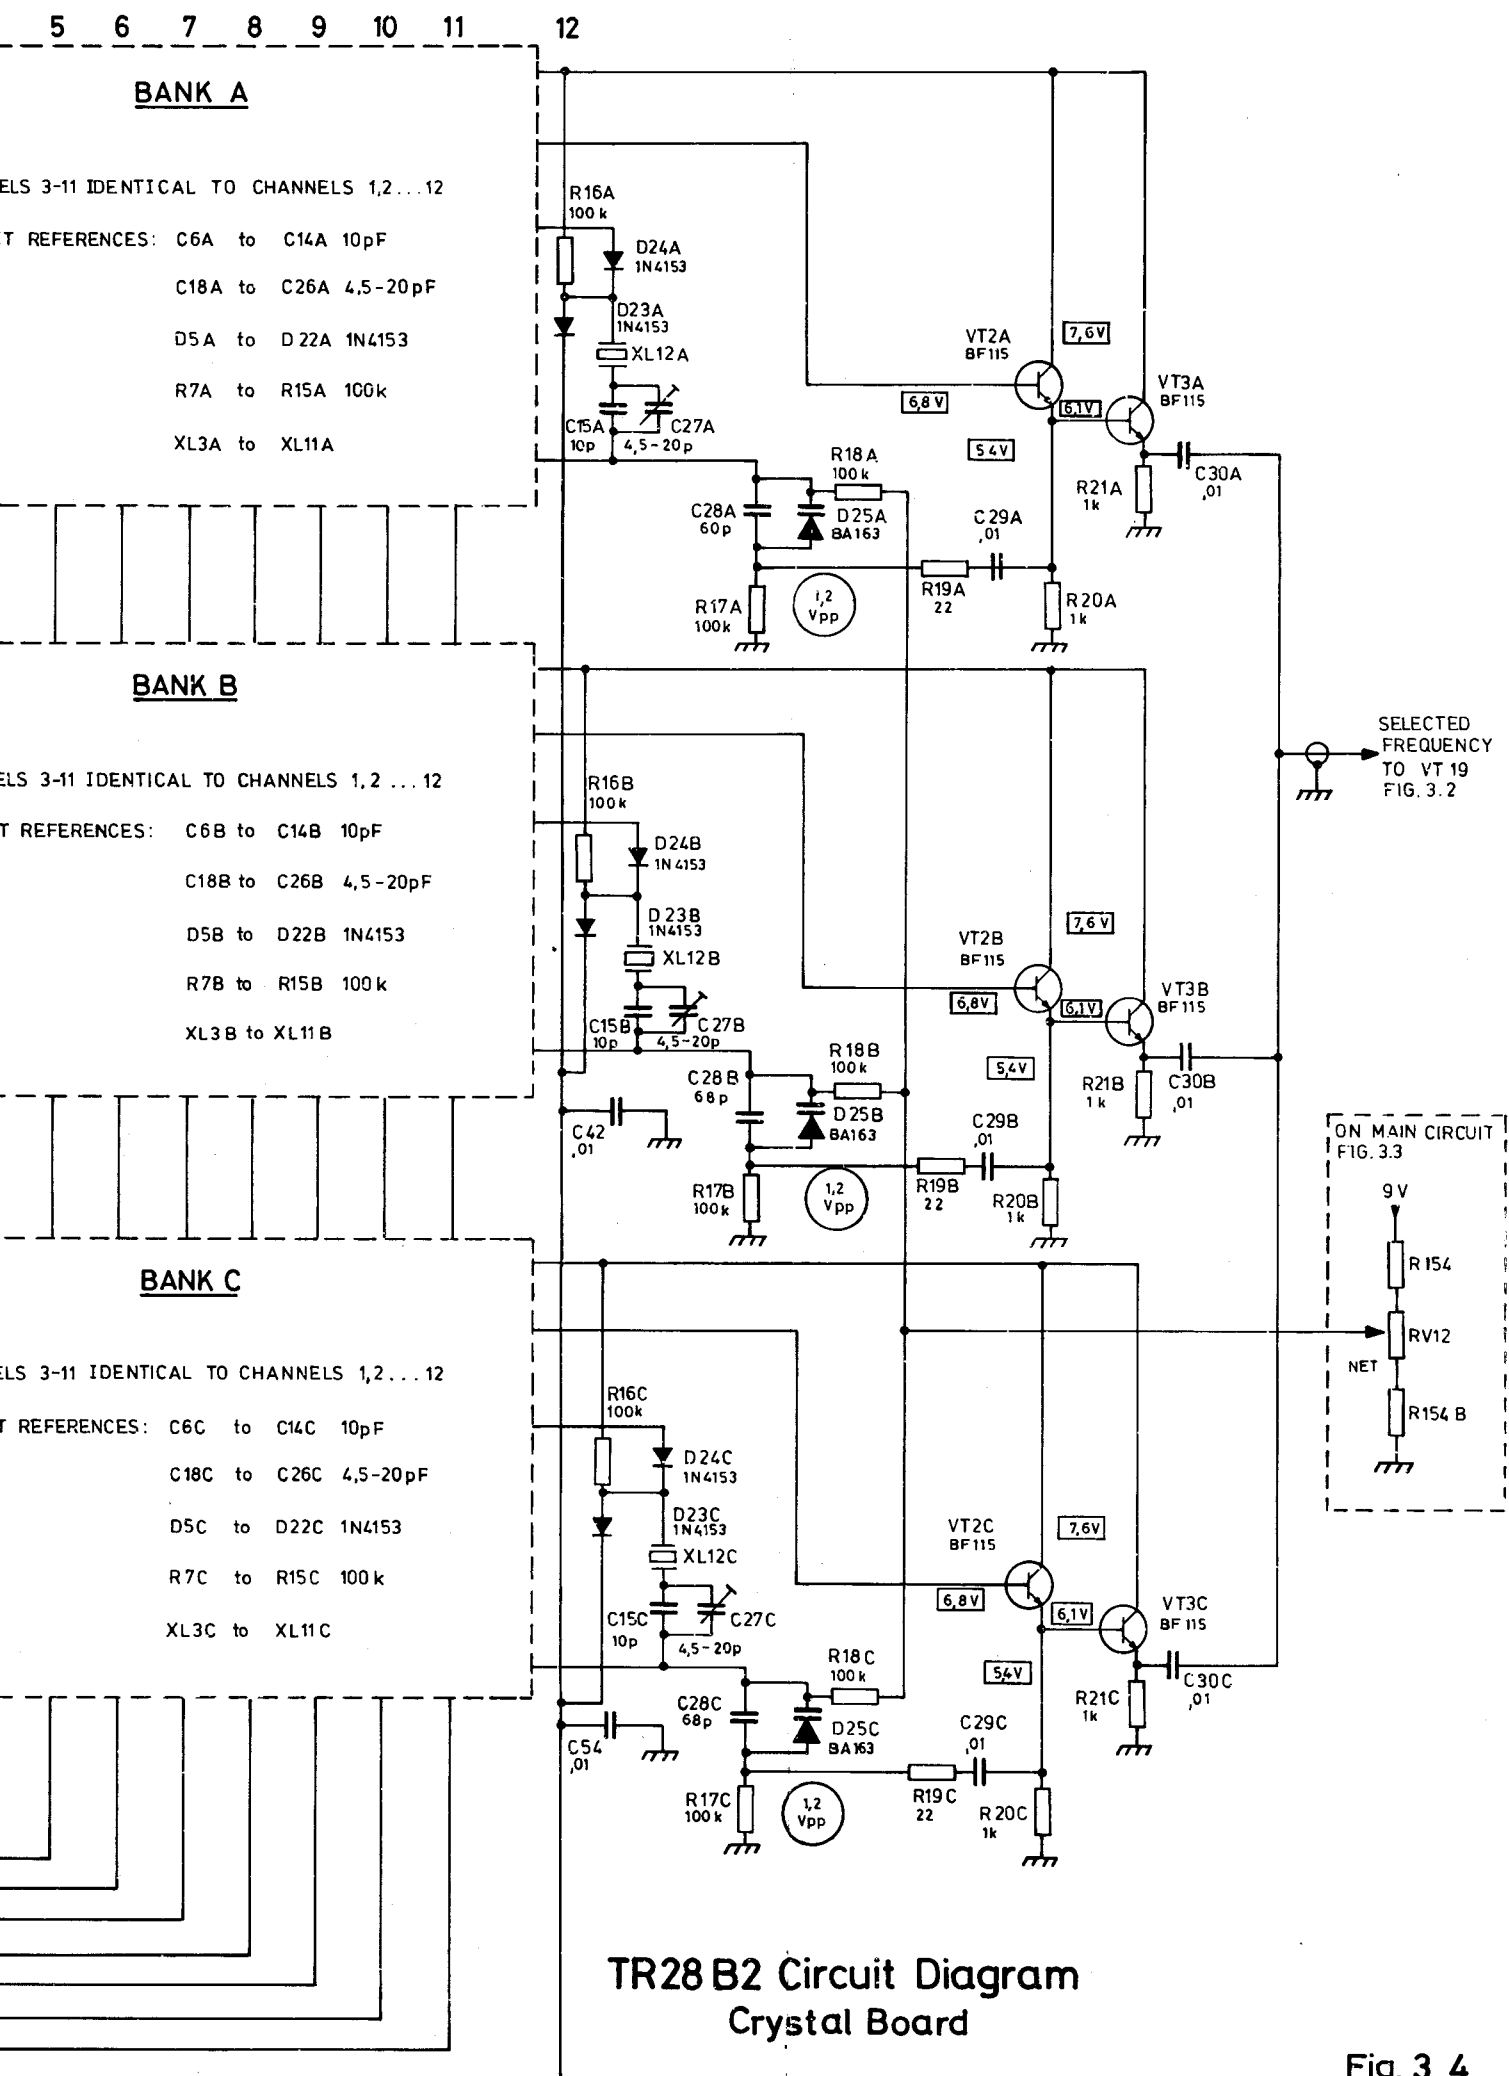 5 6 7 8 9 10 11 12
BANK A
ELS 3-11 IDENTICAL TO CHANNELS 1,2...12
T REFERENCES: C6A to C14A 10pF
C18A to C26A 4,5-20pF
D5A to D22A 1N4153
R7A to R15A 100k
XL3A to XL11A
R16A
100k
D24A
1N4153
D23A
1N4153
XL12A
C15A
10p
C27A
4,5-20p
VT2A
BF115
7,6V
6,8V
6,1V
VT3A
BF115
5 4V
R18A
100k
C28A
60p
D25A
BA163
C29A
,01
R21A
1k
C30A
,01
R17A
100k
1,2
Vpp
R19A
22
R20A
1k
BANK B
ELS 3-11 IDENTICAL TO CHANNELS 1,2 ...12
T REFERENCES: C6B to C14B 10pF
C18B to C26B 4,5-20pF
D5B to D22B 1N4153
R7B to R15B 100k
XL3B to XL11B
R16B
100k
D24B
1N4153
D23B
1N4153
XL12B
C15B
10p
C27B
4,5-20p
VT2B
BF115
7,6V
6,8V
6,1V
VT3B
BF115
5,4V
R18B
100k
C28B
68p
D25B
BA163
C29B
,01
R21B
1k
C30B
,01
C42
,01
R17B
100k
1,2
Vpp
R19B
22
R20B
1k
SELECTED
FREQUENCY
TO VT 19
FIG. 3.2
ON MAIN CIRCUIT
FIG. 3.3
9V
R154
RV12
NET
R154 B
BANK C
ELS 3-11 IDENTICAL TO CHANNELS 1,2...12
T REFERENCES: C6C to C14C 10pF
C18C to C26C 4,5-20pF
D5C to D22C 1N4153
R7C to R15C 100k
XL3C to XL11C
R16C
100k
D24C
1N4153
D23C
1N4153
XL12C
C15C
10p
C27C
4,5-20p
VT2C
BF115
7,6V
6,8V
6,1V
VT3C
BF115
5,4V
R18C
100k
C28C
68p
D25C
BA163
C29C
,01
R21C
1k
C30C
,01
C54
,01
R17C
100k
1,2
Vpp
R19C
22
R20C
1k
TR28 B2 Circuit Diagram
Crystal Board
Fig. 3 4